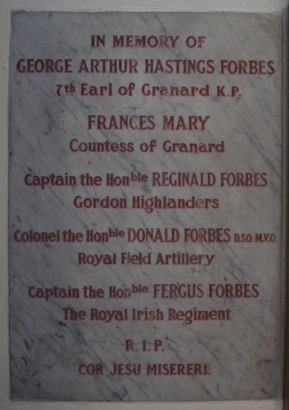 IN MEMORY OF
GEORGE ARTHUR HASTINGS FORBES
7th Earl of Granard K.P.
FRANCES MARY
Countess of Granard
Captain the Honble REGINALD FORBES
Gordon Highlanders
Colonel the Honble DONALD FORBES D.S.O M.V.O
Royal Field Artillery
Captain the Honble FERGUS FORBES
The Royal Irish Regiment
R.I.P.
COR JESU MISERERE